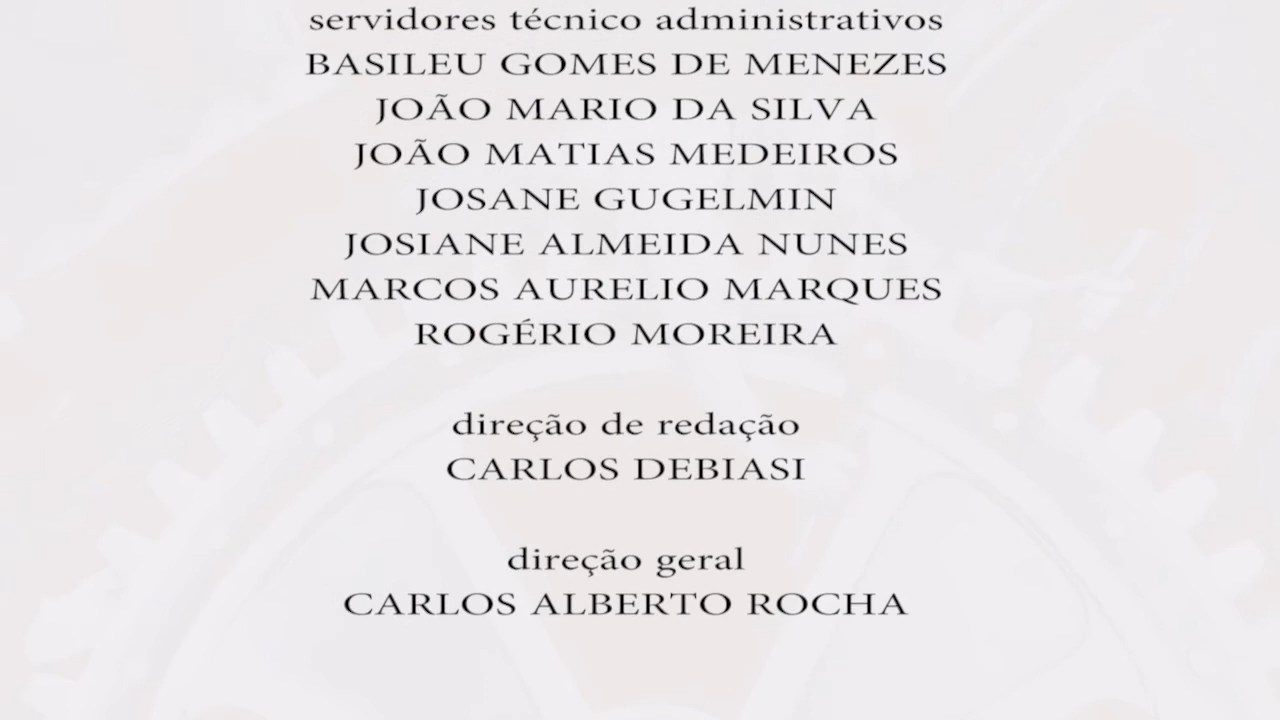 servidores técnico administrativos
BASILEU GOMES DE MENEZES
JOÃO MARIO DA SILVA
JOÃO MATIAS MEDEIROS
JOSANE GUGELMIN
JOSIANE ALMEIDA NUNES
MARCOS AURELIO MARQUES
ROGÉRIO MOREIRA
direção de redação
CARLOS DEBIASI
direção geral
CARLOS ALBERTO ROCHA